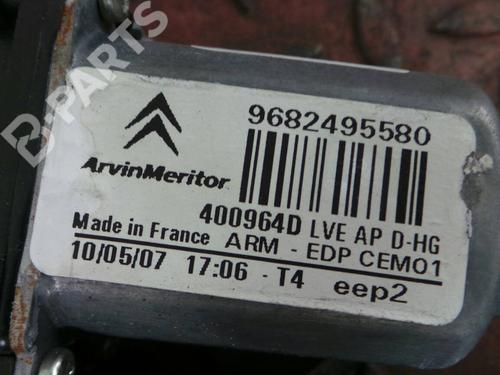 B-PARTS
9682495580
ArvinMeritor
400964D LVE AP D-HG
Made in France ARM - EDP CEM01
10/05/07 17:06 - T4 eep2